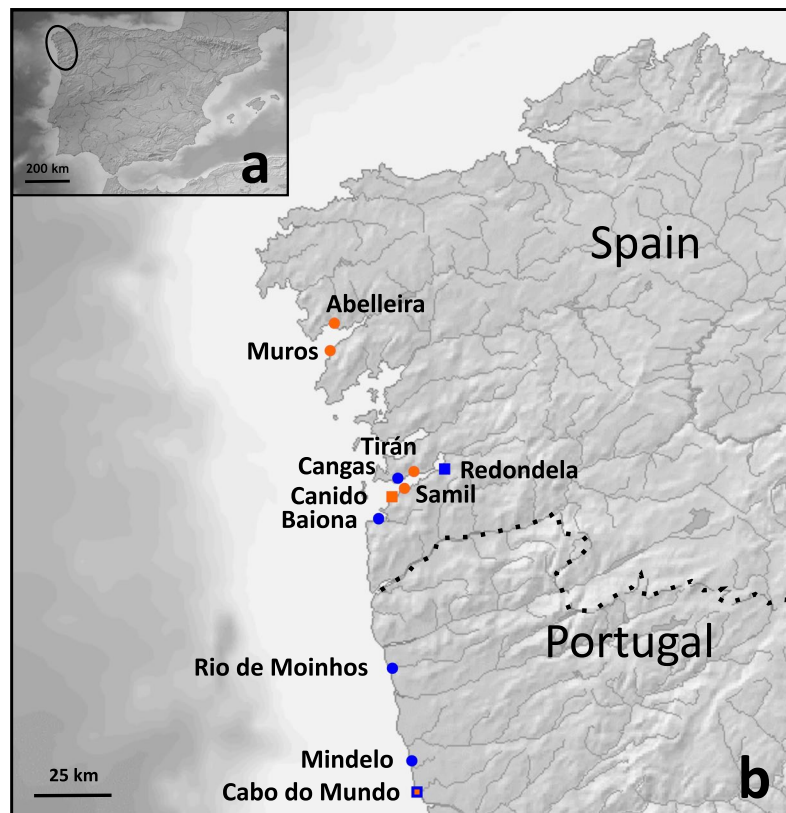 200 km
a
Spain
Abelleira
Muros
Tirán
Cangas
Redondela
Canido
Samil
Baiona
Portugal
Rio de Moinhos
Mindelo
25 km
Cabo do Mundo
b